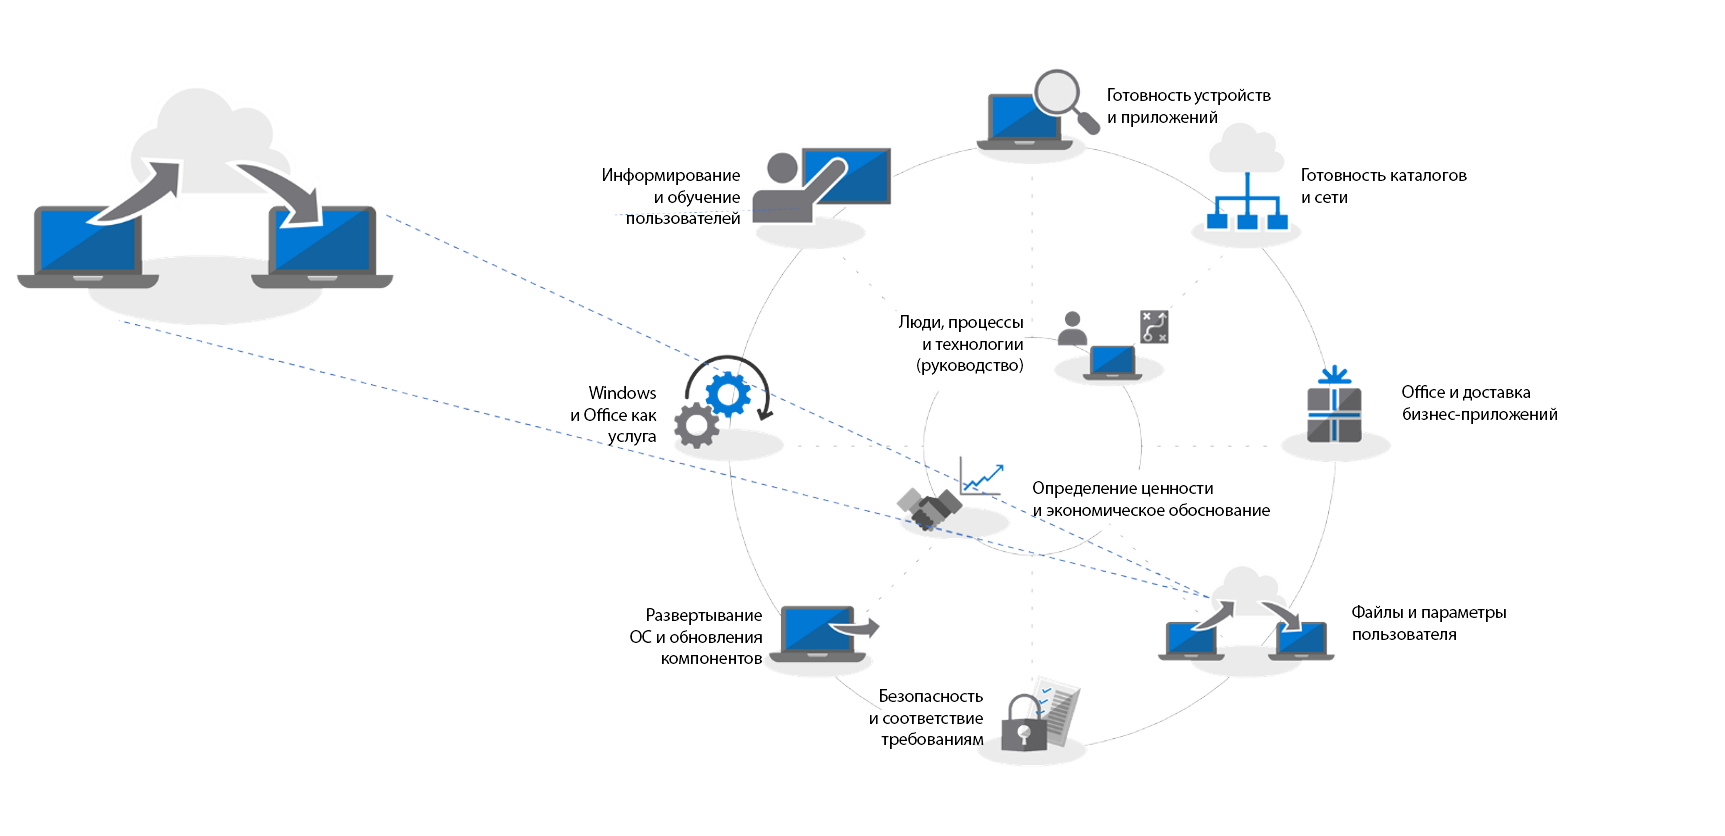 Готовность устройств
и приложений
Готовность каталогов
и сети
Информирование
и обучение
пользователей
Люди, процессы
и технологии
(руководство)
Windows
и Office как
услуга
Office и доставка
бизнес-приложений
Определение ценности
и экономическое обоснование
Развертывание
ОС и обновления
компонентов
Файлы и параметры
пользователя
Безопасность
и соответствие
требованиям